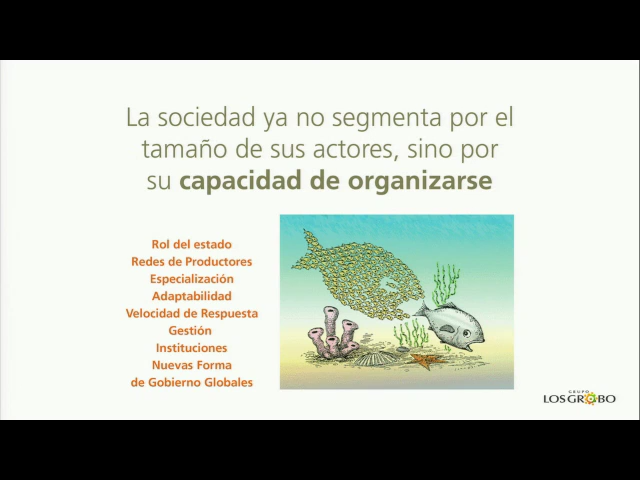 La sociedad ya no segmenta por el
tamaño de sus actores, sino por
su capacidad de organizarse
Rol del estado
Redes de Productores
Especialización
Adaptabilidad
Velocidad de Respuesta
Gestión
Instituciones
Nuevas Forma
de Gobierno Globales
GRUPO
LOS GROBO